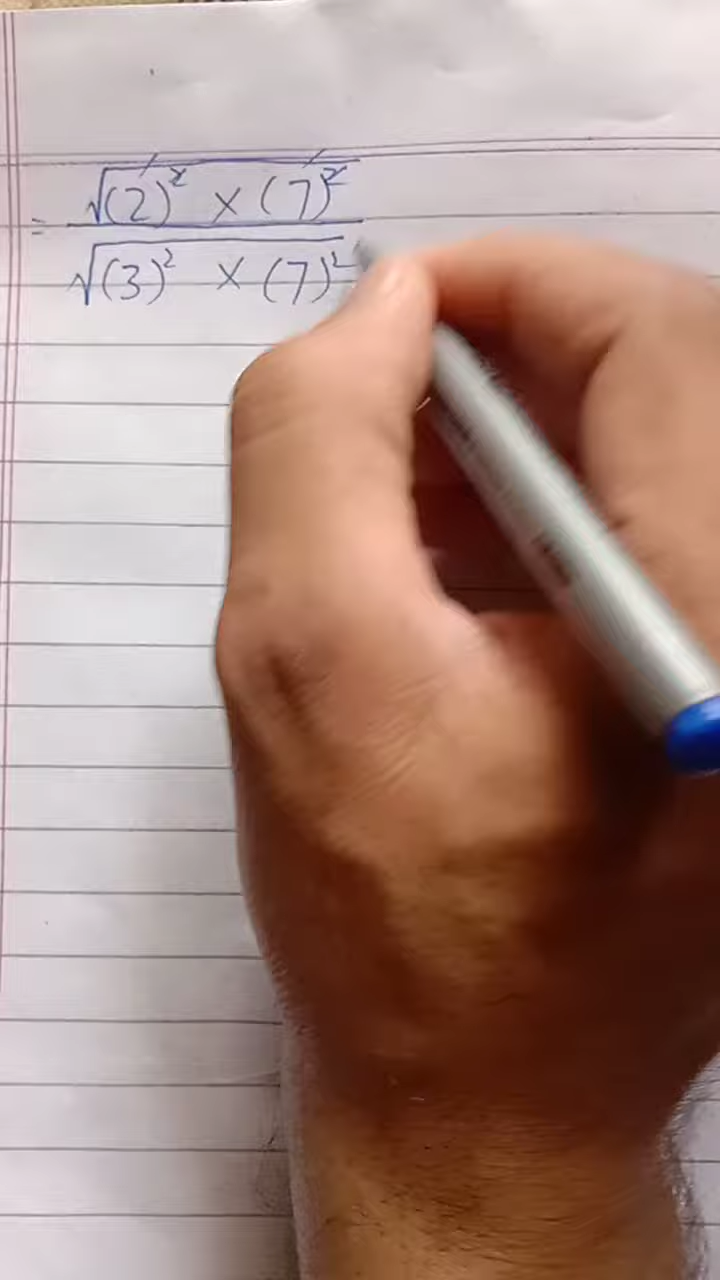 = √(2)² × (7)²
√(3)² × (7)²